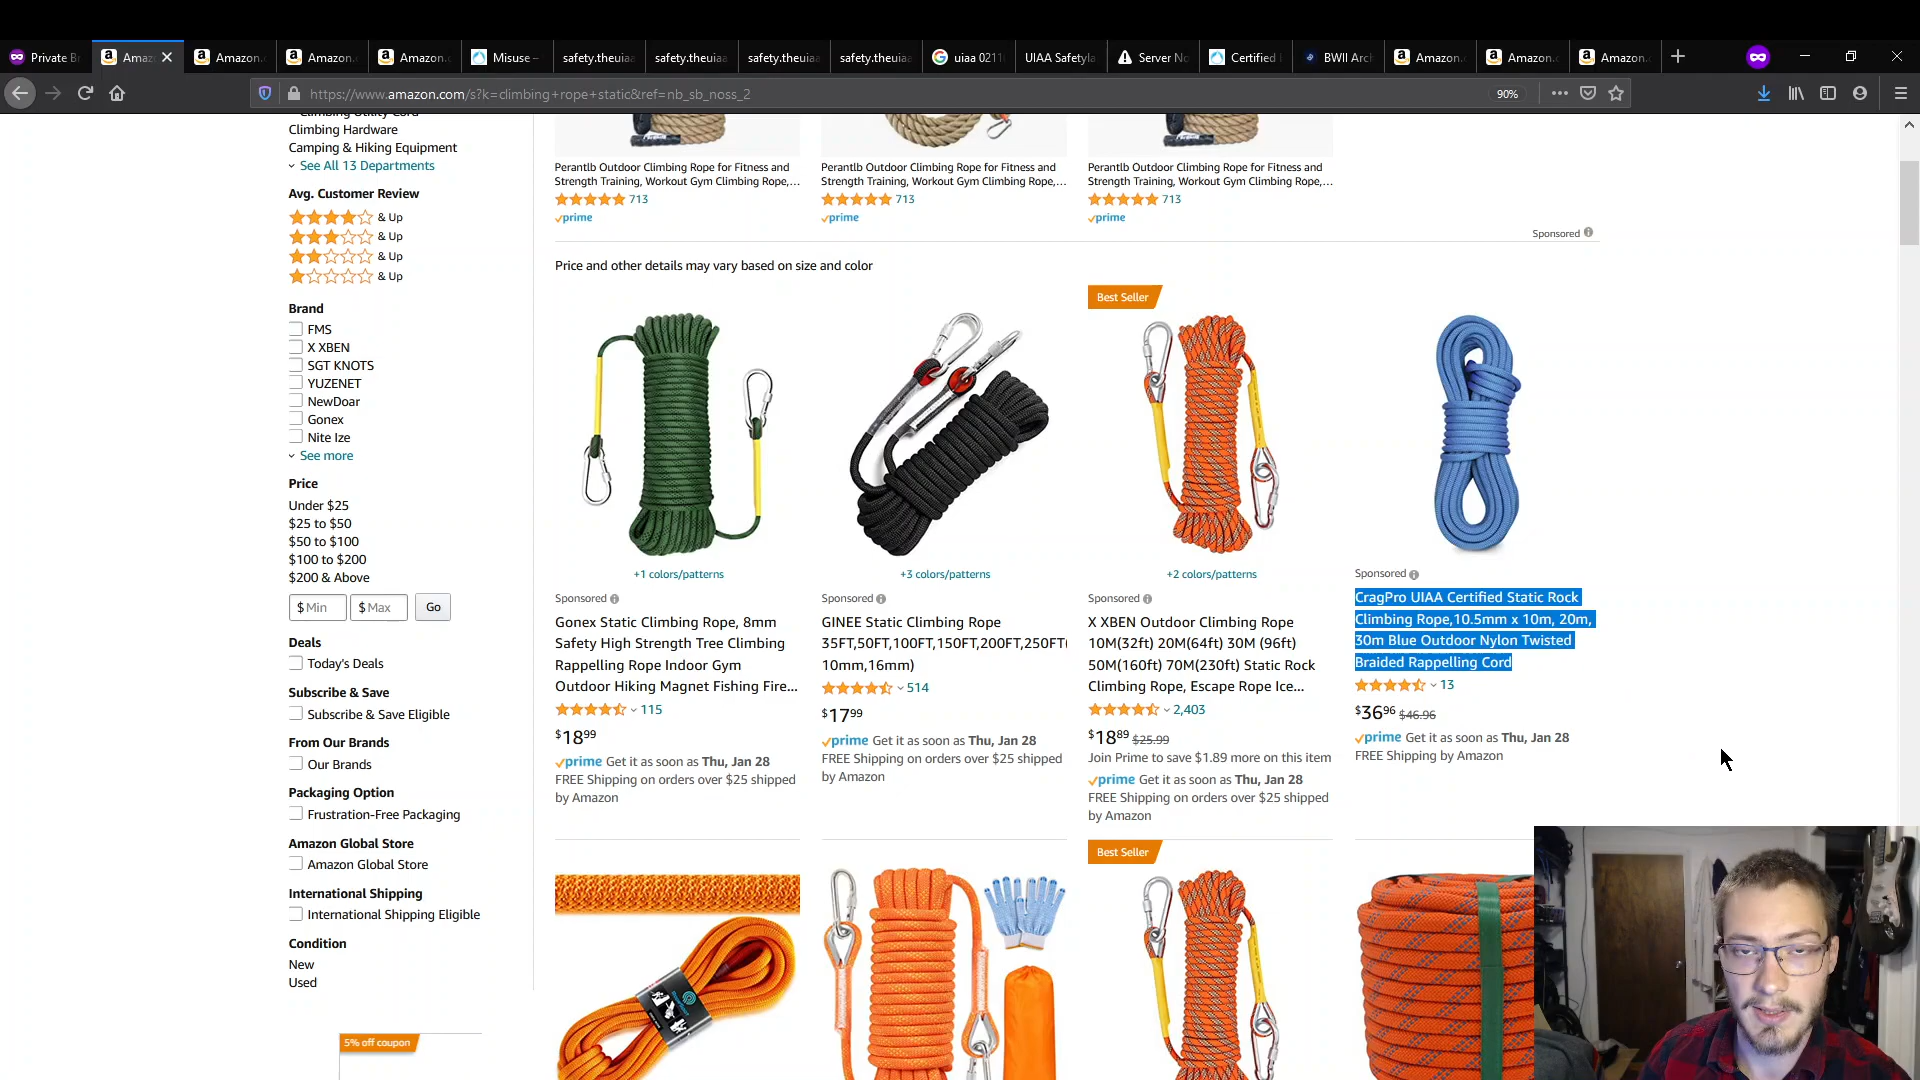 Private B
Amaz
Amazon.
Amazon.
Amazon.c
Misuse –
safety.theuiaa
safety.theuiaa
safety.theuiaa
safety.theuiaa
uiaa 0211
UIAA Safetyla
Server No
Certified
BWII Arc
Amazon.
Amazon.
Amazon.
https://www.amazon.com/s?k=climbing+rope+static&ref=nb_sb_noss_2
90%
Climbing Utility Cord
Climbing Hardware
Camping & Hiking Equipment
See All 13 Departments
Avg. Customer Review
& Up
& Up
& Up
& Up
Brand
FMS
X XBEN
SGT KNOTS
YUZENET
NewDoar
Gonex
Nite Ize
See more
Price
Under $25
$25 to $50
$50 to $100
$100 to $200
$200 & Above
$ Min $ Max Go
Deals
Today's Deals
Subscribe & Save
Subscribe & Save Eligible
From Our Brands
Our Brands
Packaging Option
Frustration-Free Packaging
Amazon Global Store
Amazon Global Store
International Shipping
International Shipping Eligible
Condition
New
Used
5% off coupon
Perantlb Outdoor Climbing Rope for Fitness and
Strength Training, Workout Gym Climbing Rope,...
713
prime
Perantlb Outdoor Climbing Rope for Fitness and
Strength Training, Workout Gym Climbing Rope,...
713
prime
Perantlb Outdoor Climbing Rope for Fitness and
Strength Training, Workout Gym Climbing Rope,...
713
prime
Sponsored
Price and other details may vary based on size and color
+1 colors/patterns
Sponsored
Gonex Static Climbing Rope, 8mm
Safety High Strength Tree Climbing
Rappelling Rope Indoor Gym
Outdoor Hiking Magnet Fishing Fire...
115
$1899
prime Get it as soon as Thu, Jan 28
FREE Shipping on orders over $25 shipped
by Amazon
+3 colors/patterns
Sponsored
GINEE Static Climbing Rope
35FT,50FT,100FT,150FT,200FT,250FT(
10mm,16mm)
514
$1799
prime Get it as soon as Thu, Jan 28
FREE Shipping on orders over $25 shipped
by Amazon
Best Seller
+2 colors/patterns
Sponsored
X XBEN Outdoor Climbing Rope
10M(32ft) 20M(64ft) 30M (96ft)
50M(160ft) 70M(230ft) Static Rock
Climbing Rope, Escape Rope Ice...
2,403
$1889 $25.99
Join Prime to save $1.89 more on this item
prime Get it as soon as Thu, Jan 28
FREE Shipping on orders over $25 shipped
by Amazon
Sponsored
CragPro UIAA Certified Static Rock
Climbing Rope,10.5mm x 10m, 20m,
30m Blue Outdoor Nylon Twisted
Braided Rappelling Cord
13
$3696 $46.96
prime Get it as soon as Thu, Jan 28
FREE Shipping by Amazon
Best Seller